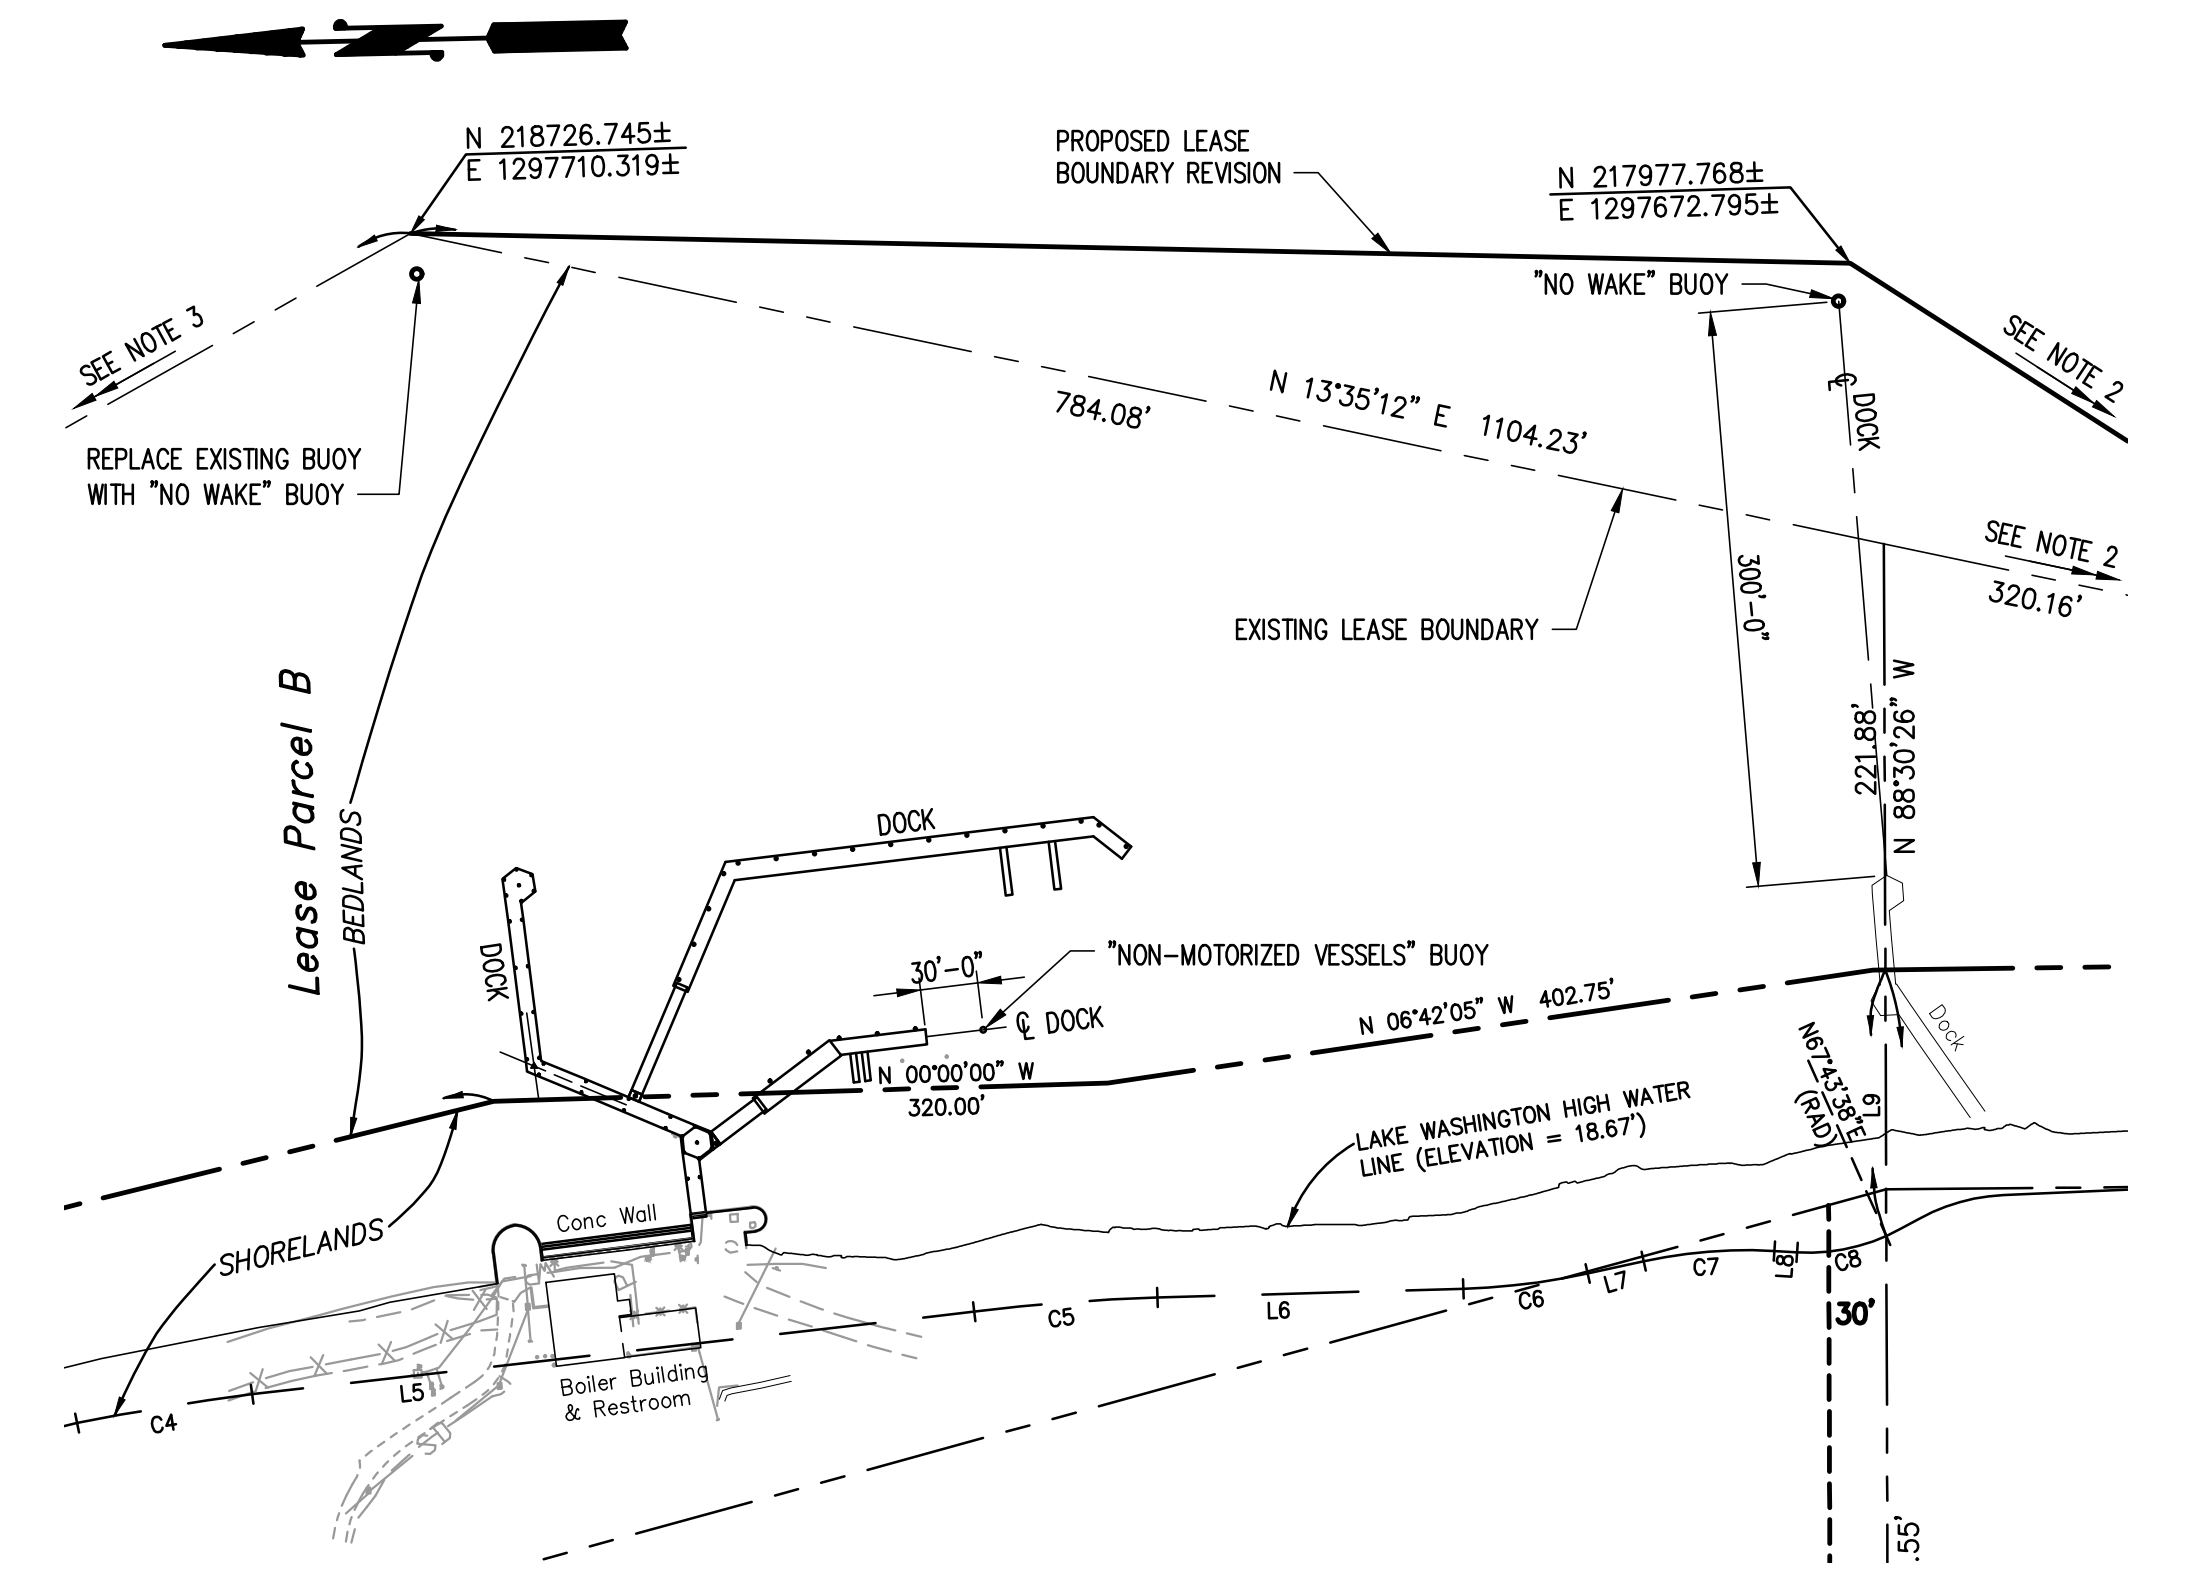 N 218726.745±
E 1297710.319±
PROPOSED LEASE
BOUNDARY REVISION
N 217977.768±
E 1297672.795±
"NO WAKE" BUOY
SEE NOTE 3
SEE NOTE 2
℄ DOCK
N 13°35'12" E 1104.23'
784.08'
REPLACE EXISTING BUOY
WITH "NO WAKE" BUOY
SEE NOTE 2
320.16'
300'-0"
EXISTING LEASE BOUNDARY
Lease Parcel B
BEDLANDS
221.88'
N 88°30'26" W
DOCK
DOCK
30'-0"
"NON-MOTORIZED VESSELS" BUOY
℄ DOCK
N 06°42'05" W 402.75'
Dock
N 00°00'00" W
320.00'
N67°43'38"E
(RAD)
L9
LAKE WASHINGTON HIGH WATER
LINE (ELEVATION = 18.67')
SHORELANDS
Conc Wall
C5
L6
C6
L7
C7
L8
C8
30'
Boiler Building
& Restroom
L5
C4
SD
.55'